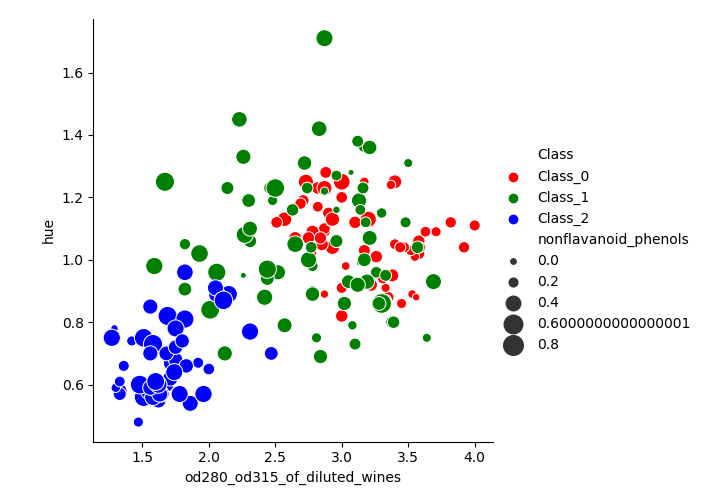 1.6
1.4
1.2
1.0
0.8
0.6
hue
1.5
2.0
2.5
3.0
3.5
4.0
od280_od315_of_diluted_wines
Class
Class_0
Class_1
Class_2
nonflavanoid_phenols
0.0
0.2
0.4
0.6000000000000001
0.8